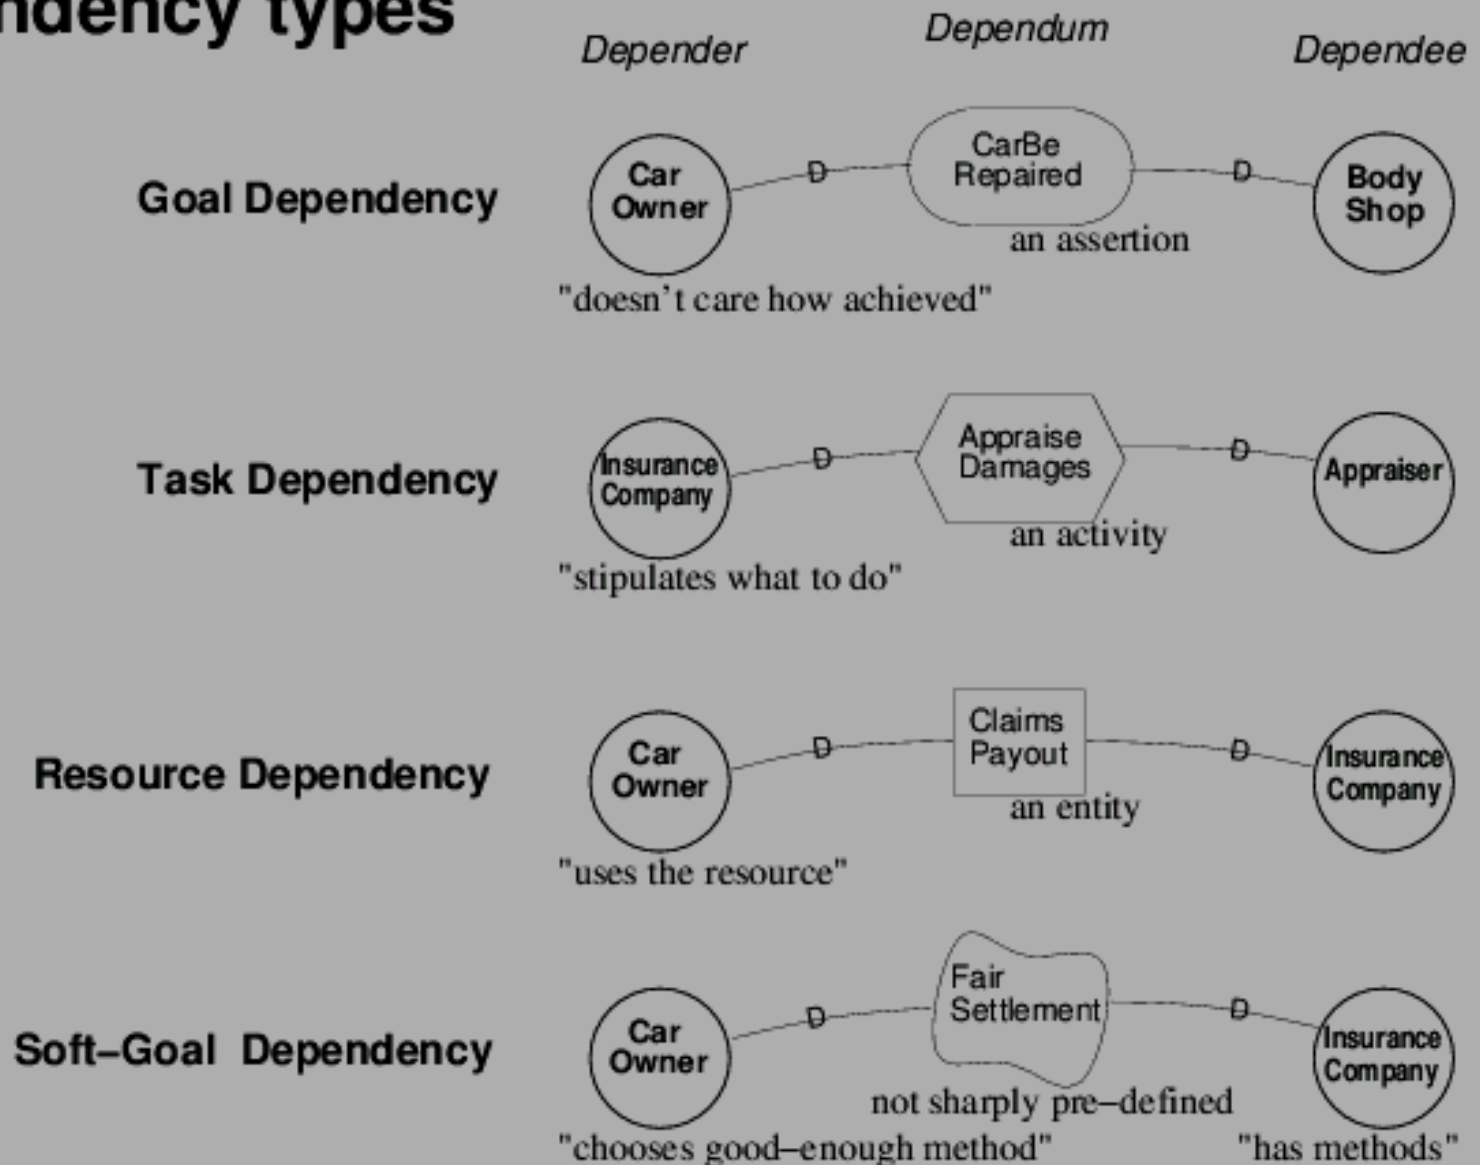 ndency types
Depender
Dependum
Dependee
Goal Dependency
Car
Owner
D
CarBe
Repaired
D
Body
Shop
an assertion
"doesn't care how achieved"
Task Dependency
Insurance
Company
D
Appraise
Damages
D
Appraiser
an activity
"stipulates what to do"
Resource Dependency
Car
Owner
D
Claims
Payout
D
Insurance
Company
an entity
"uses the resource"
Soft–Goal Dependency
Car
Owner
D
Fair
Settlement
D
Insurance
Company
not sharply pre–defined
"chooses good–enough method"
"has methods"